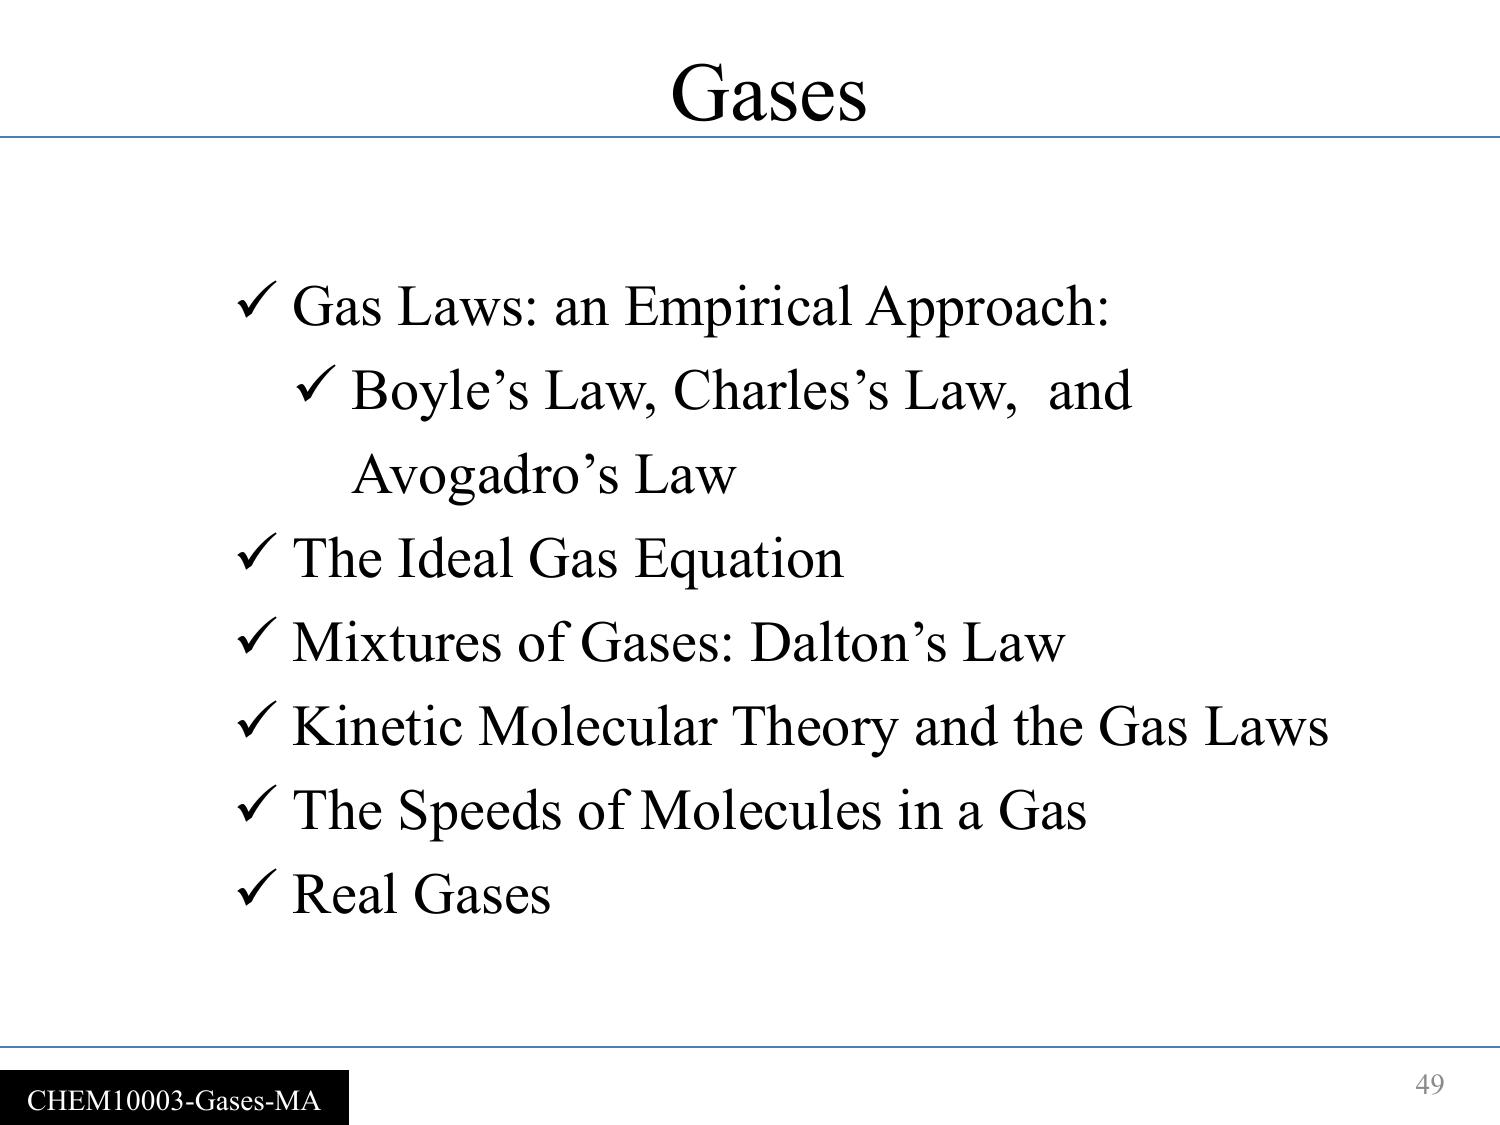 Gases
✓ Gas Laws: an Empirical Approach:
✓ Boyle’s Law, Charles’s Law,  and
Avogadro’s Law
✓ The Ideal Gas Equation
✓ Mixtures of Gases: Dalton’s Law
✓ Kinetic Molecular Theory and the Gas Laws
✓ The Speeds of Molecules in a Gas
✓ Real Gases
CHEM10003-Gases-MA
49